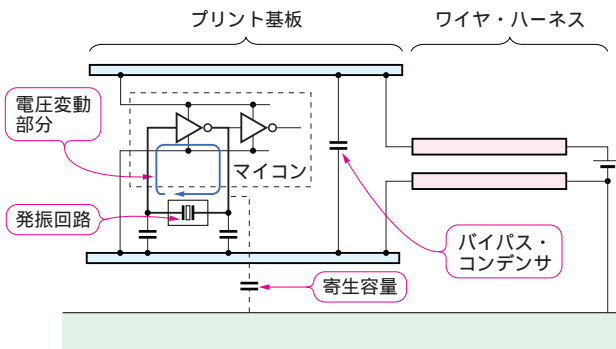 プリント基板
ワイヤ・ハーネス
電圧変動
部分
マイコン
発振回路
バイパス・
コンデンサ
寄生容量